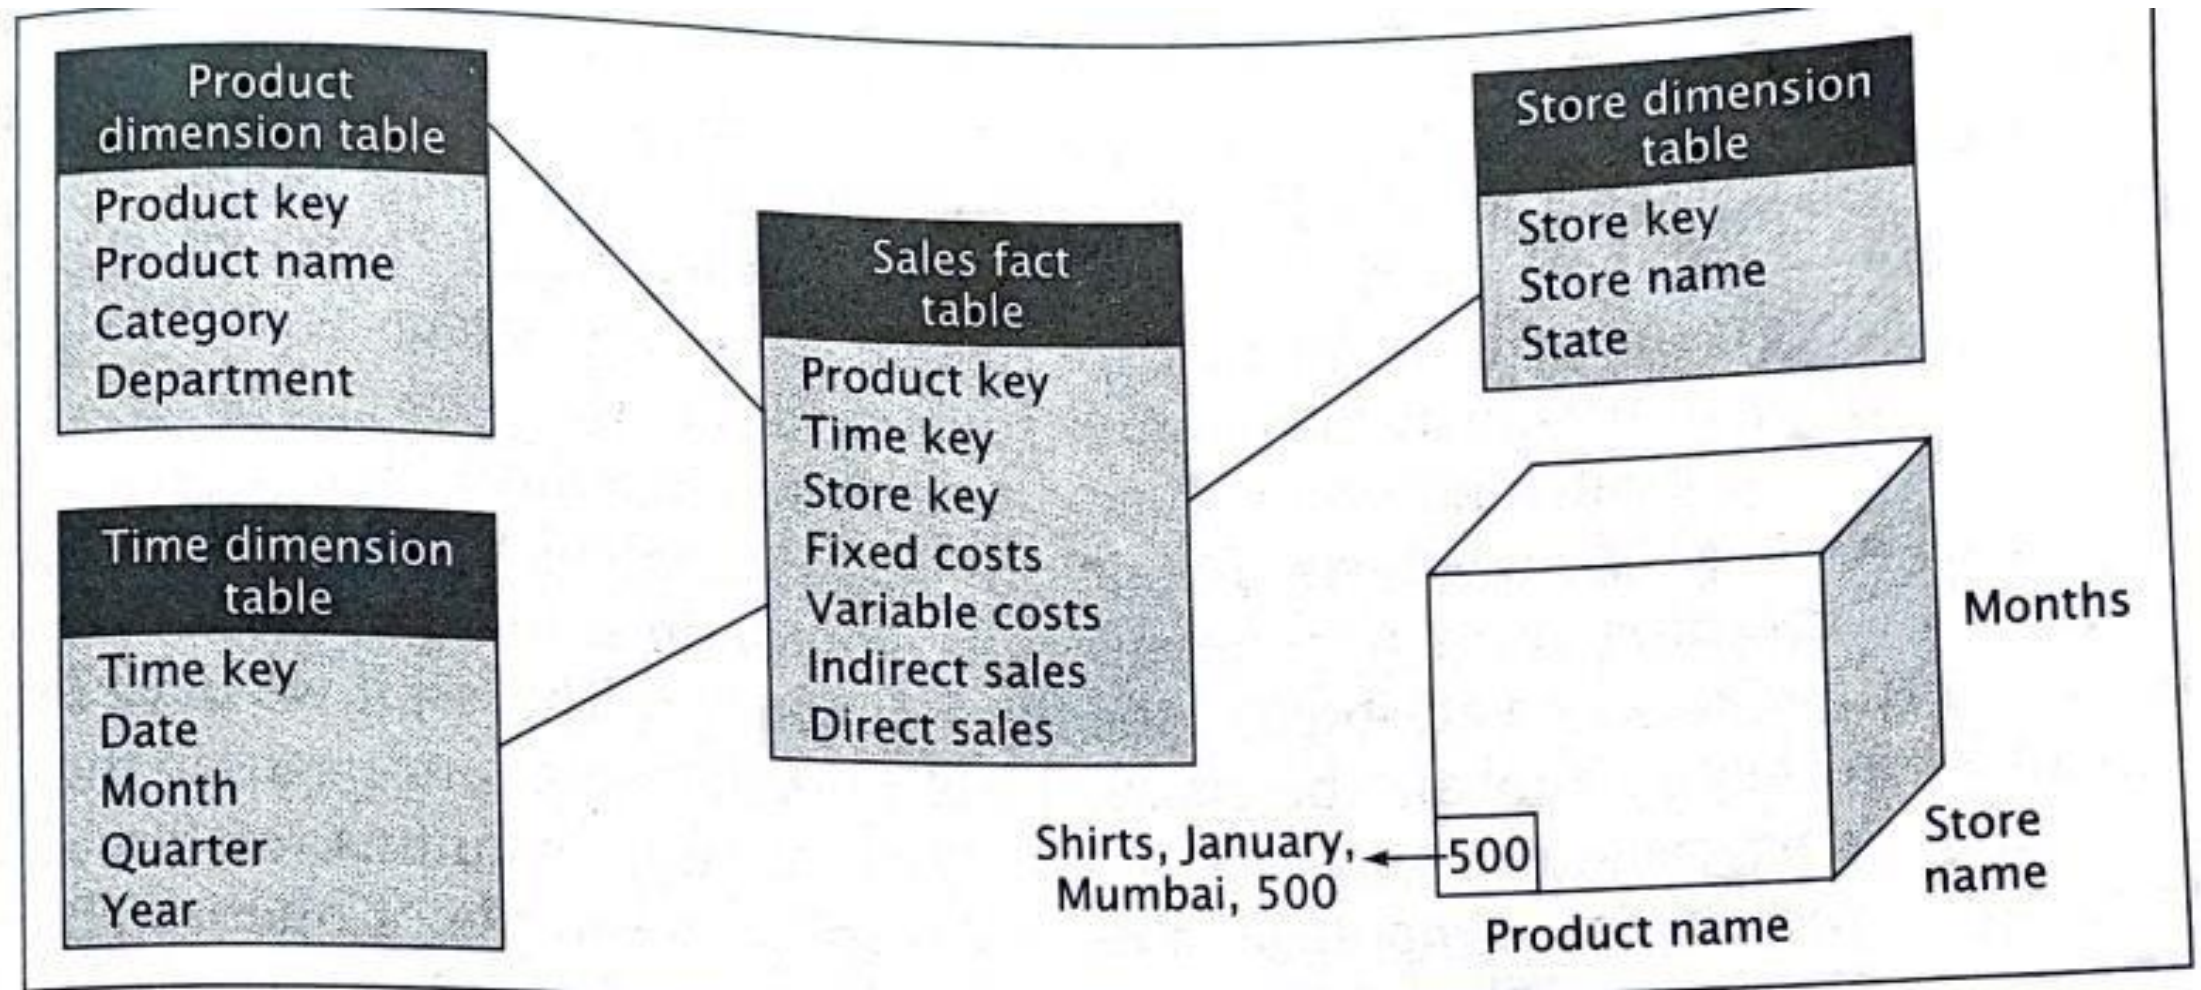 Product
dimension table
Product key
Product name
Category
Department
Time dimension
table
Time key
Date
Month
Quarter
Year
Sales fact
table
Product key
Time key
Store key
Fixed costs
Variable costs
Indirect sales
Direct sales
Store dimension
table
Store key
Store name
State
Months
Store
name
Product name
500
Shirts, January,
Mumbai, 500